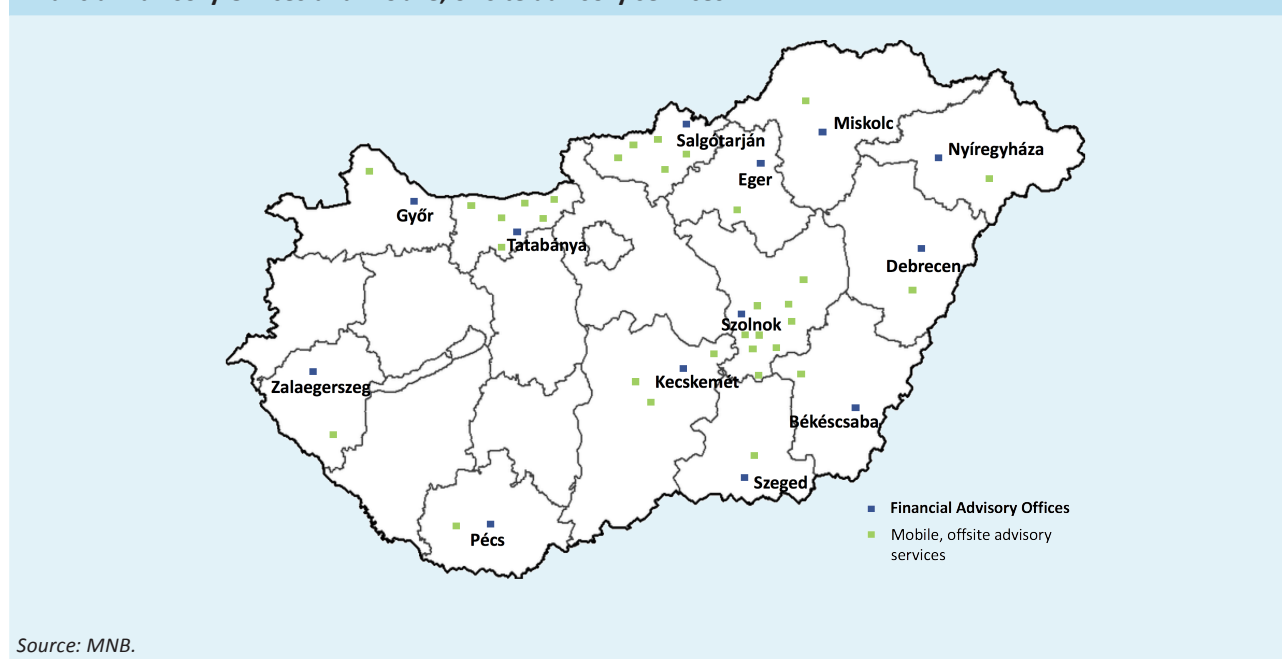 Miskolc
Salgótarján
Nyíregyháza
Eger
Győr
Tatabánya
Debrecen
Szolnok
Zalaegerszeg
Kecskemét
Békéscsaba
Szeged
Pécs
Financial Advisory Offices
Mobile, offsite advisory
services
Source: MNB.